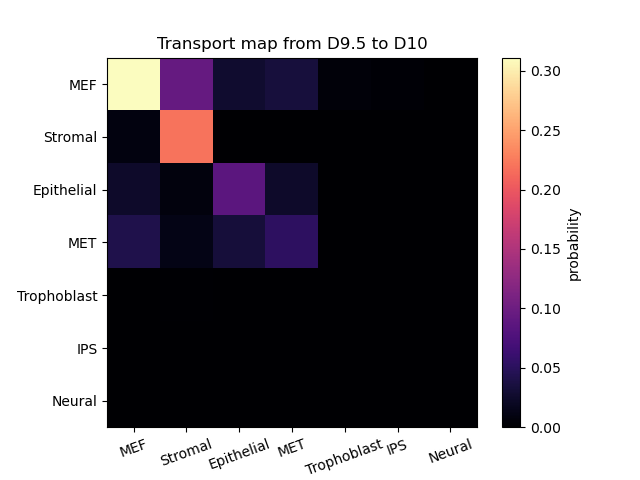 Transport map from D9.5 to D10
MEF
Stromal
Epithelial
MET
Trophoblast
IPS
Neural
MEF Stromal Epithelial MET Trophoblast IPS Neural
0.30
0.25
0.20
0.15
0.10
0.05
0.00
probability